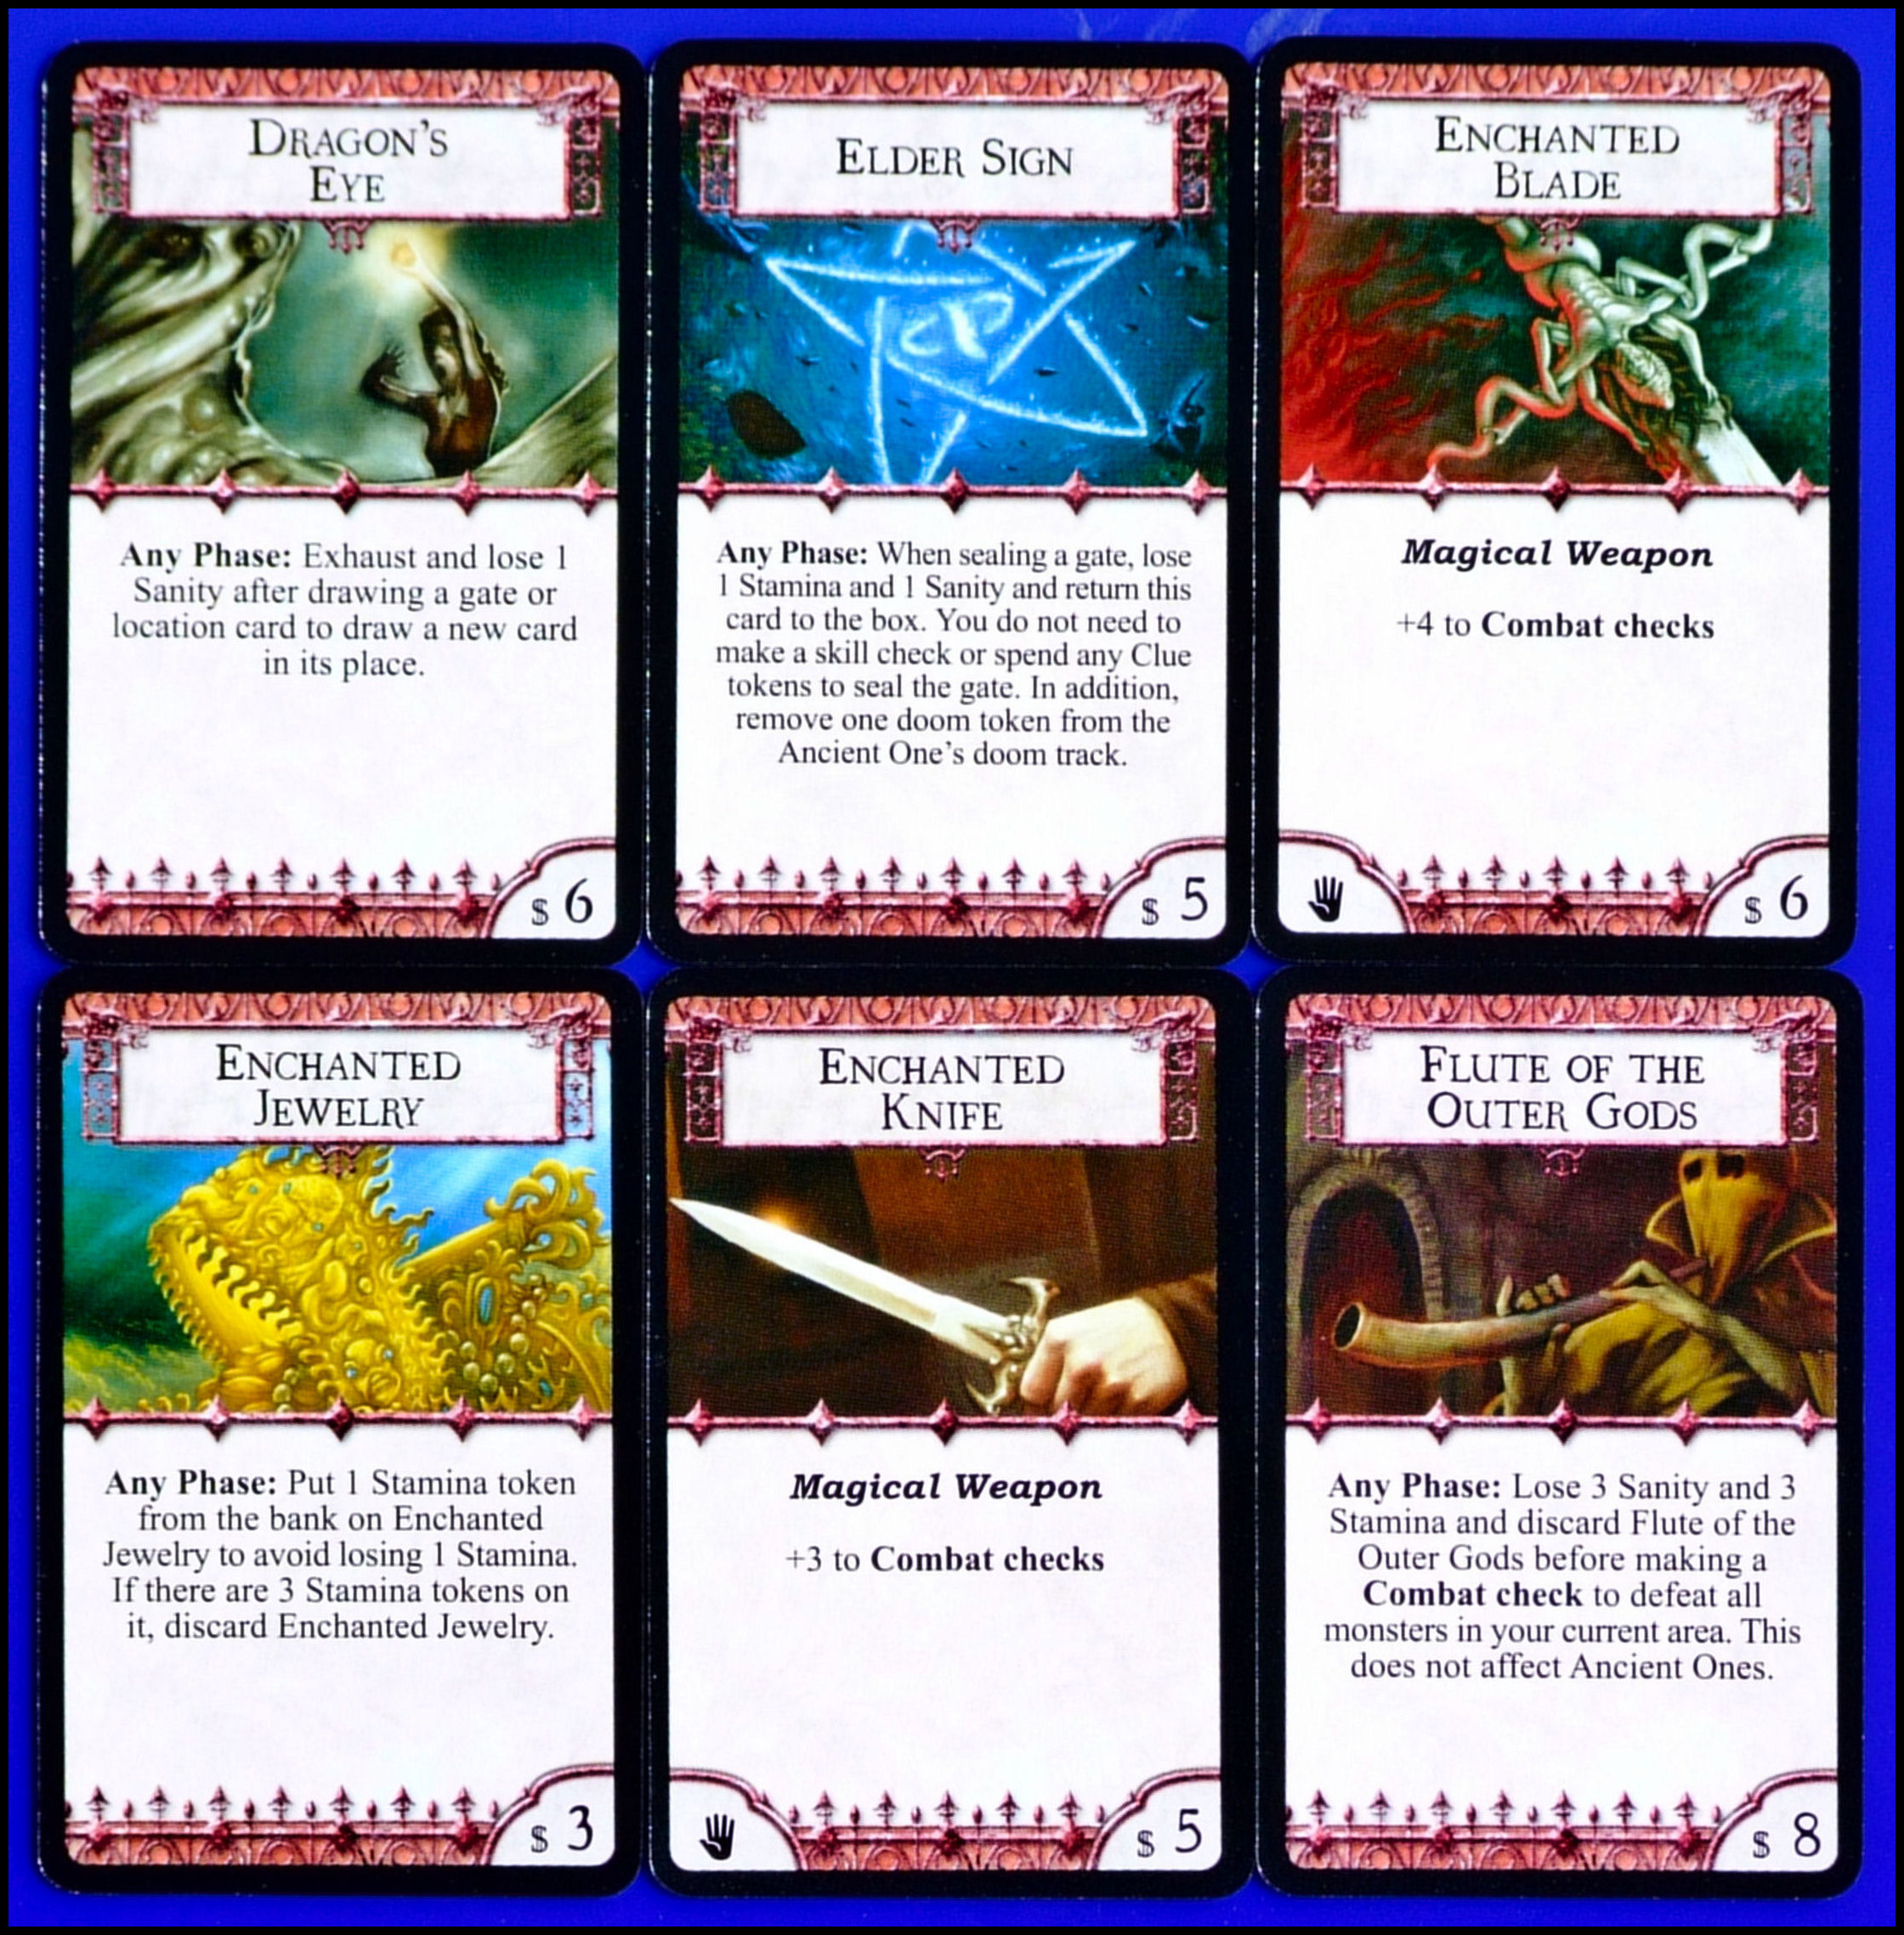 DRAGON'S
EYE
Any Phase: Exhaust and lose 1
Sanity after drawing a gate or
location card to draw a new card
in its place.
$ 6
ELDER SIGN
Any Phase: When sealing a gate, lose
1 Stamina and 1 Sanity and return this
card to the box. You do not need to
make a skill check or spend any Clue
tokens to seal the gate. In addition,
remove one doom token from the
Ancient One's doom track.
$ 5
ENCHANTED
BLADE
Magical Weapon
+4 to Combat checks
$ 6
ENCHANTED
JEWELRY
Any Phase: Put 1 Stamina token
from the bank on Enchanted
Jewelry to avoid losing 1 Stamina.
If there are 3 Stamina tokens on
it, discard Enchanted Jewelry.
$ 3
ENCHANTED
KNIFE
Magical Weapon
+3 to Combat checks
$ 5
FLUTE OF THE
OUTER GODS
Any Phase: Lose 3 Sanity and 3
Stamina and discard Flute of the
Outer Gods before making a
Combat check to defeat all
monsters in your current area. This
does not affect Ancient Ones.
$ 8